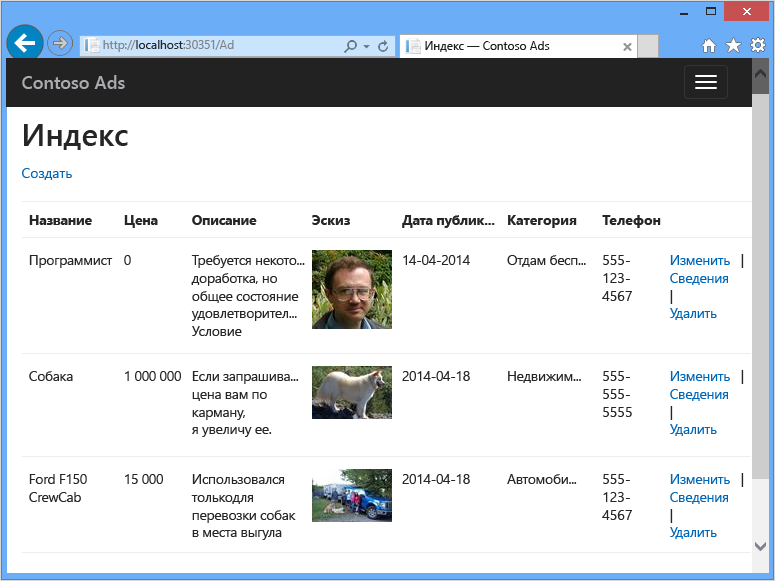 http://localhost:30351/Ad
Индекс — Contoso Ads
Contoso Ads
Индекс
Создать
Название Цена Описание Эскиз Дата публик... Категория Телефон
Программист 0 Требуется некото... 14-04-2014 Отдам бесп... 555- Изменить |
доработка, но 123- Сведения
общее состояние 4567 |
удовлетворител... Удалить
Условие
Собака 1 000 000 Если запрашива... 2014-04-18 Недвижим... 555- Изменить |
цена вам по 555- Сведения
карману, 5555 |
я увеличу ее. Удалить
Ford F150 15 000 Использовался 2014-04-18 Автомоби... 555- Изменить |
CrewCab толькодля 123- Сведения
перевозки собак 4567 |
в места выгула Удалить